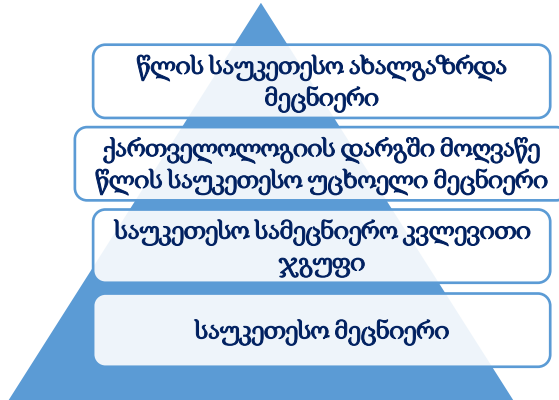 წლის საუკეთესო ახალგაზრდა
მეცნიერი
ქართველოლოგიის დარგში მოღვაწე
წლის საუკეთესო უცხოელი მეცნიერი
საუკეთესო სამეცნიერო კვლევითი
ჯგუფი
საუკეთესო მეცნიერი